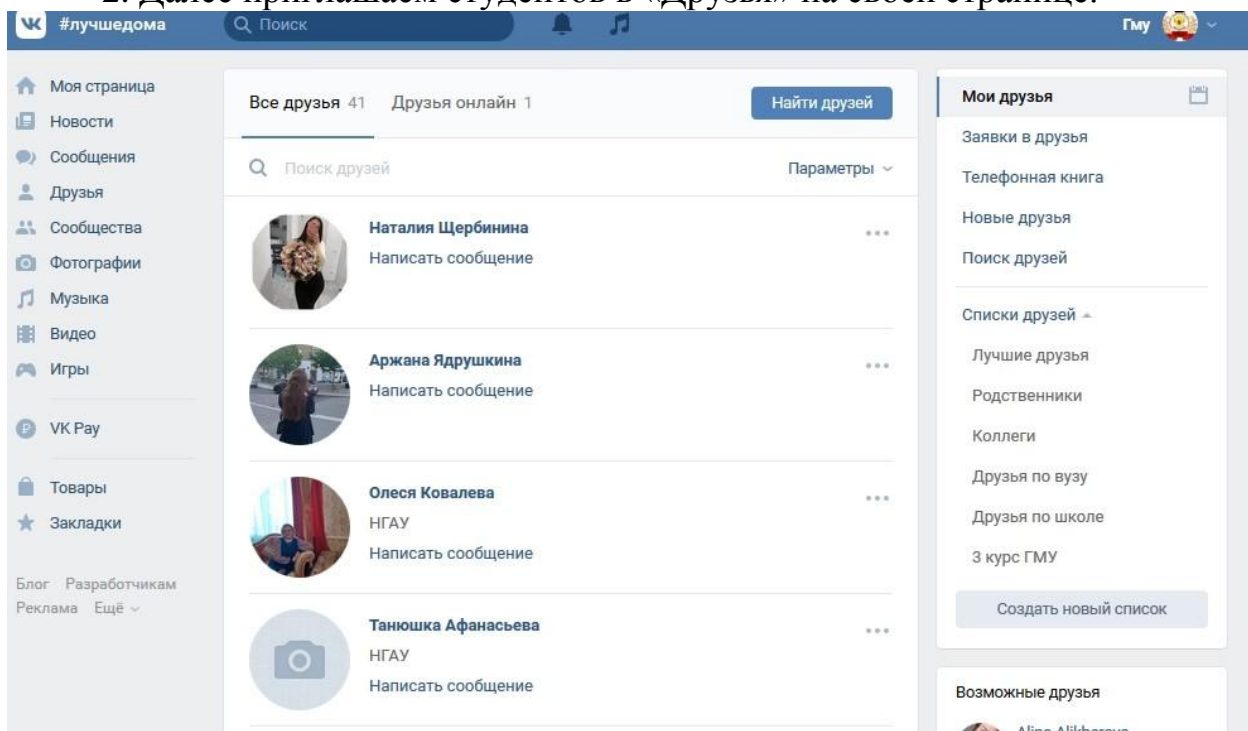 2. Далее приглашаем студентов в «Друзья» на своей странице.
#лучшедома
Поиск
Гму
Моя страница
Новости
Сообщения
Друзья
Сообщества
Фотографии
Музыка
Видео
Игры
VK Pay
Товары
Закладки
Блог Разработчикам
Реклама Ещё
Все друзья 41 Друзья онлайн 1
Найти друзей
Поиск друзей
Параметры
Наталия Щербинина
Написать сообщение
Аржана Ядрушкина
Написать сообщение
Олеся Ковалева
НГАУ
Написать сообщение
Танюшка Афанасьева
НГАУ
Написать сообщение
Мои друзья
Заявки в друзья
Телефонная книга
Новые друзья
Поиск друзей
Списки друзей
Лучшие друзья
Родственники
Коллеги
Друзья по вузу
Друзья по школе
3 курс ГМУ
Создать новый список
Возможные друзья